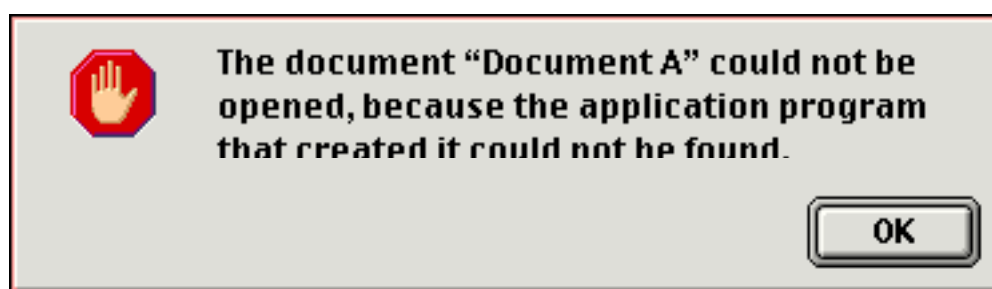 The document “Document A” could not be
opened, because the application program
that created it could not be found.
OK